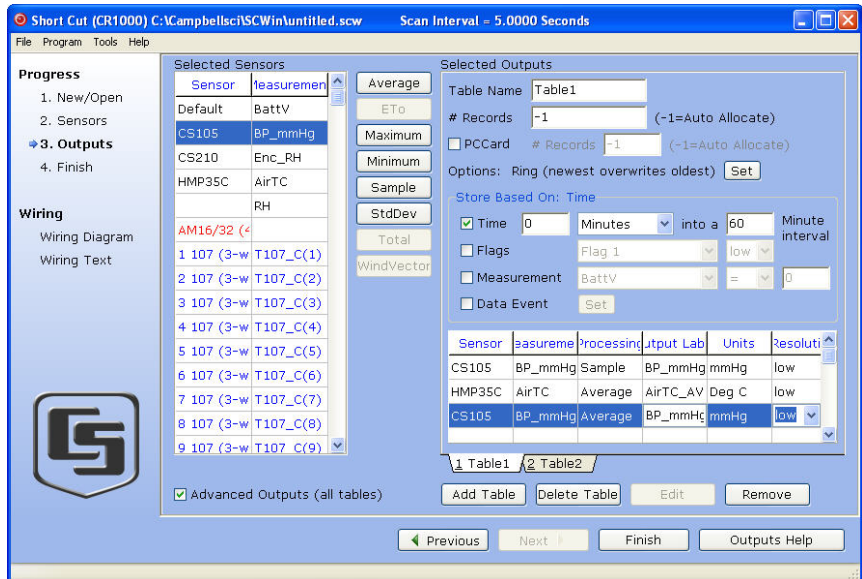 Short Cut (CR1000) C:\Campbellsci\SCWin\untitled.scw Scan Interval = 5.0000 Seconds
File Program Tools Help
Progress
1. New/Open
2. Sensors
3. Outputs
4. Finish
Wiring
Wiring Diagram
Wiring Text
Selected Sensors
Sensor Measuremen
Default BattV
CS105 BP_mmHg
CS210 Enc_RH
HMP35C AirTC
RH
AM16/32 (4
1 107 (3-w T107_C(1)
2 107 (3-w T107_C(2)
3 107 (3-w T107_C(3)
4 107 (3-w T107_C(4)
5 107 (3-w T107_C(5)
6 107 (3-w T107_C(6)
7 107 (3-w T107_C(7)
8 107 (3-w T107_C(8)
9 107 (3-w T107_C(9)
Advanced Outputs (all tables)
Average
ETo
Maximum
Minimum
Sample
StdDev
Total
WindVector
Selected Outputs
Table Name Table1
# Records -1 (-1=Auto Allocate)
PCCard # Records -1 (-1=Auto Allocate)
Options: Ring (newest overwrites oldest) Set
Store Based On: Time
Time 0 Minutes into a 60 Minute interval
Flags Flag 1 low
Measurement BattV = 0
Data Event Set
Sensor easureme Processing utput Lab Units Resoluti
CS105 BP_mmHg Sample BP_mmHg mmHg low
HMP35C AirTC Average AirTC_AV Deg C low
CS105 BP_mmHg Average BP_mmHg mmHg low
1 Table1 2 Table2
Add Table Delete Table Edit Remove
Previous Next Finish Outputs Help